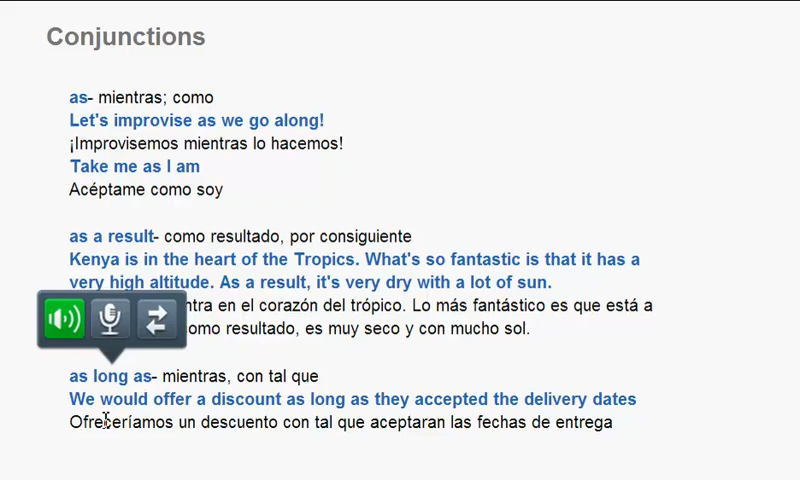 Conjunctions
as- mientras; como
Let's improvise as we go along!
¡Improvisemos mientras lo hacemos!
Take me as I am
Acéptame como soy
as a result- como resultado, por consiguiente
Kenya is in the heart of the Tropics. What's so fantastic is that it has a
very high altitude. As a result, it's very dry with a lot of sun.
en el corazón del trópico. Lo más fantástico es que está a
como resultado, es muy seco y con mucho sol.
as long as- mientras, con tal que
We would offer a discount as long as they accepted the delivery dates
Ofreceríamos un descuento con tal que aceptaran las fechas de entrega